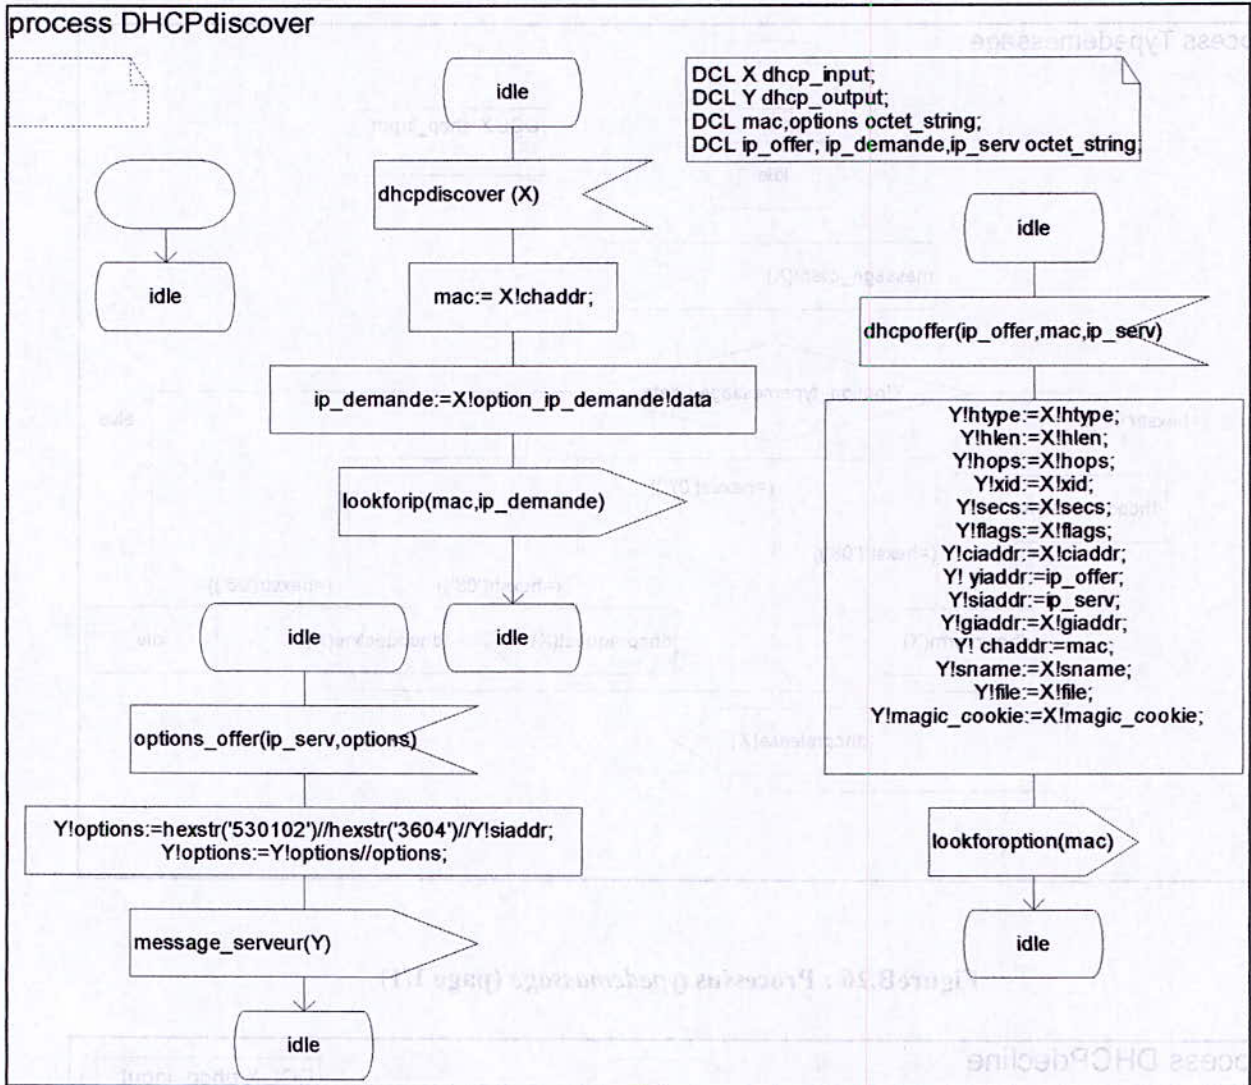 process DHCPdiscover
idle
DCL X dhcp_input;
DCL Y dhcp_output;
DCL mac,options octet_string;
DCL ip_offer, ip_demande,ip_serv octet_string;
dhcpdiscover (X)
idle
idle
mac:= X!chaddr;
dhcpoffer(ip_offer,mac,ip_serv)
ip_demande:=X!option_ip_demande!data
Y!htype:=X!htype;
Y!hlen:=X!hlen;
Y!hops:=X!hops;
Y!xid:=X!xid;
Y!secs:=X!secs;
Y!flags:=X!flags;
Y!ciaddr:=X!ciaddr;
Y! yiaddr:=ip_offer;
Y!siaddr:=ip_serv;
Y!giaddr:=X!giaddr;
Y! chaddr:=mac;
Y!sname:=X!sname;
Y!file:=X!file;
Y!magic_cookie:=X!magic_cookie;
lookforip(mac,ip_demande)
idle
idle
options_offer(ip_serv,options)
Y!options:=hexstr('530102')//hexstr('3604')//Y!siaddr;
Y!options:=Y!options//options;
lookforoption(mac)
message_serveur(Y)
idle
idle